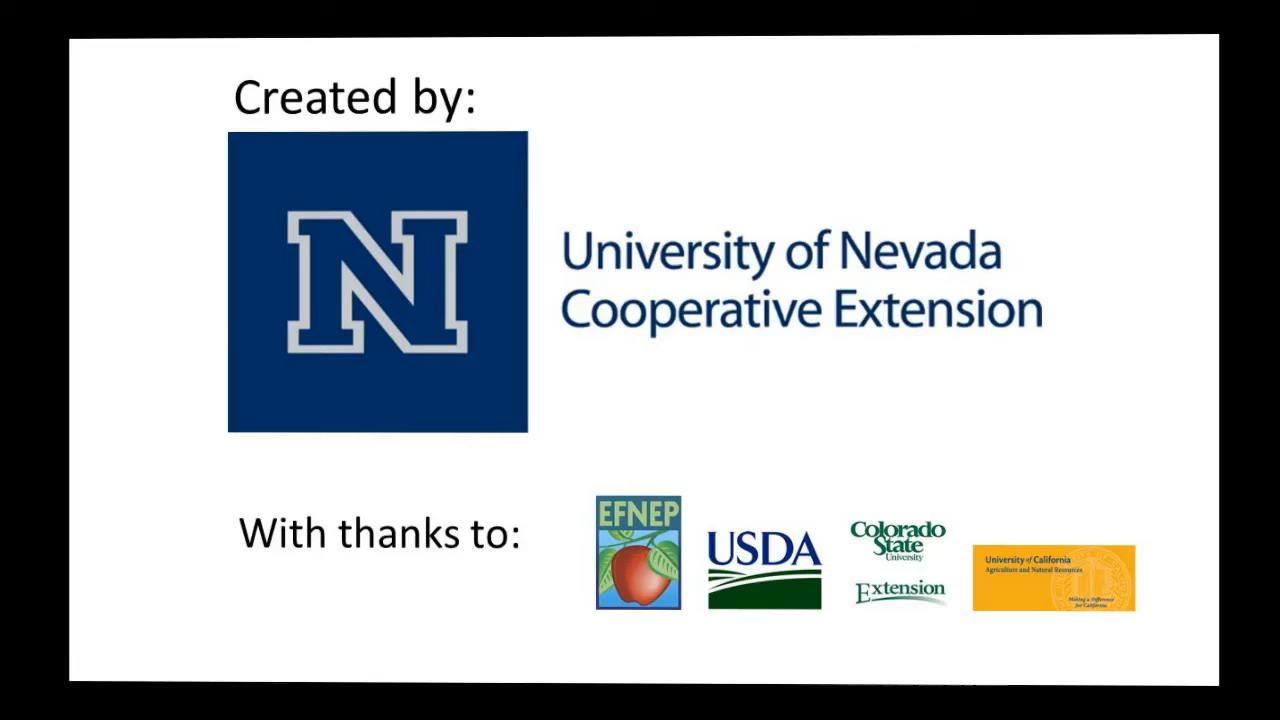 Created by:
N
University of Nevada
Cooperative Extension
With thanks to:
EFNEP
USDA
Colorado
State
University
Extension
University of California
Agriculture and Natural Resources
Making a Difference
for California